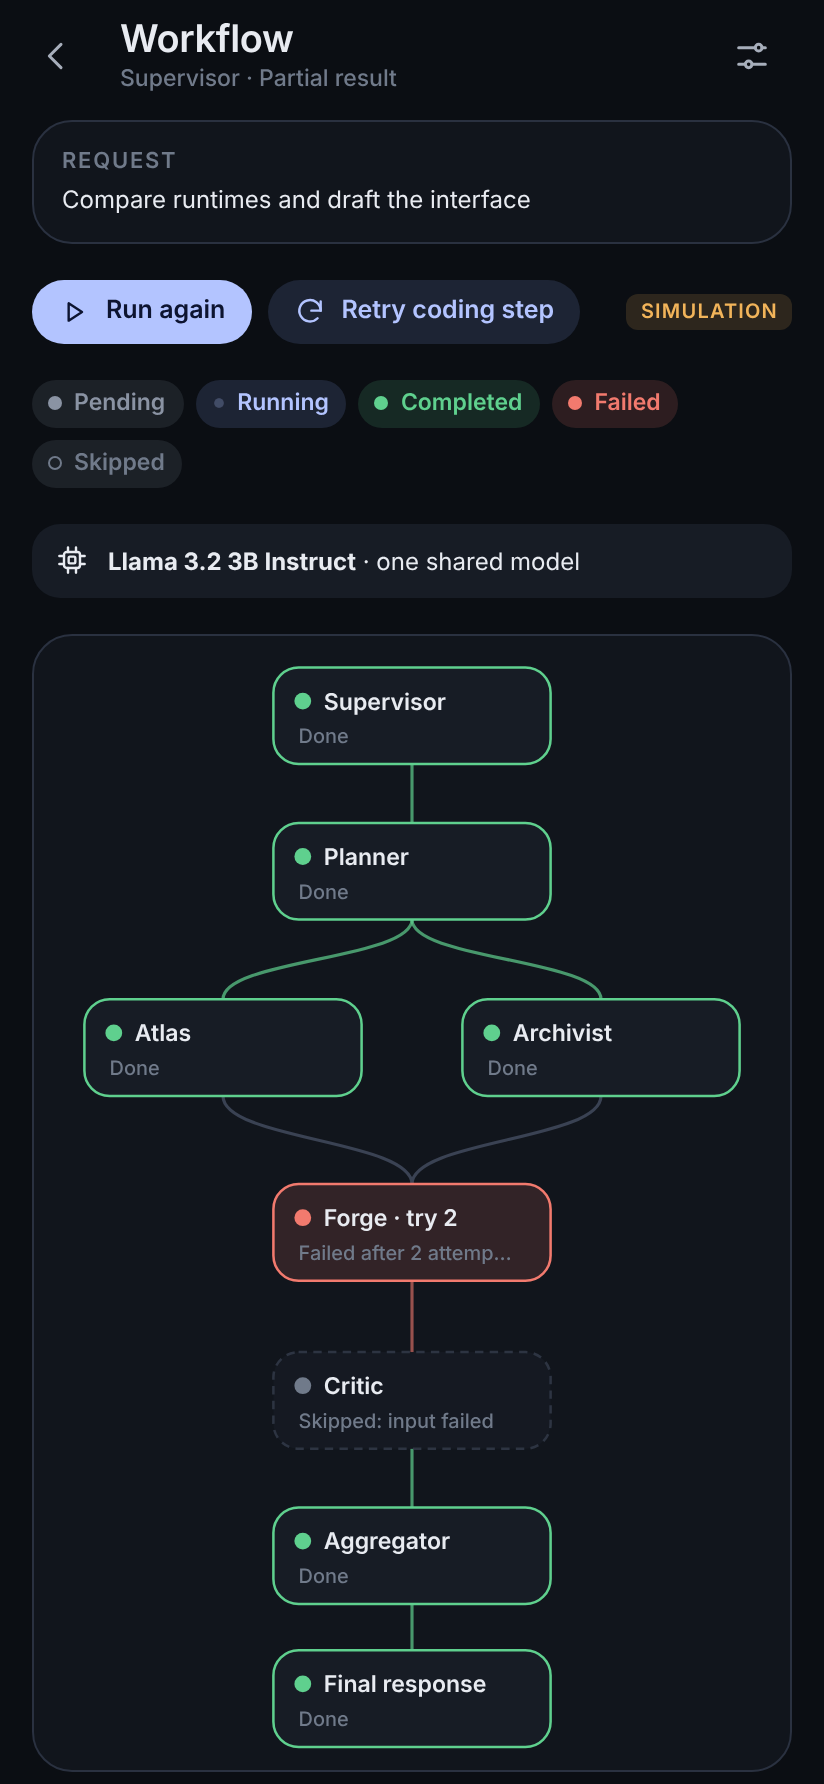 Workflow
Supervisor · Partial result
REQUEST
Compare runtimes and draft the interface
Run again
Retry coding step
SIMULATION
Pending
Running
Completed
Failed
Skipped
Llama 3.2 3B Instruct · one shared model
Supervisor
Done
Planner
Done
Atlas
Done
Archivist
Done
Forge · try 2
Failed after 2 attemp...
Critic
Skipped: input failed
Aggregator
Done
Final response
Done